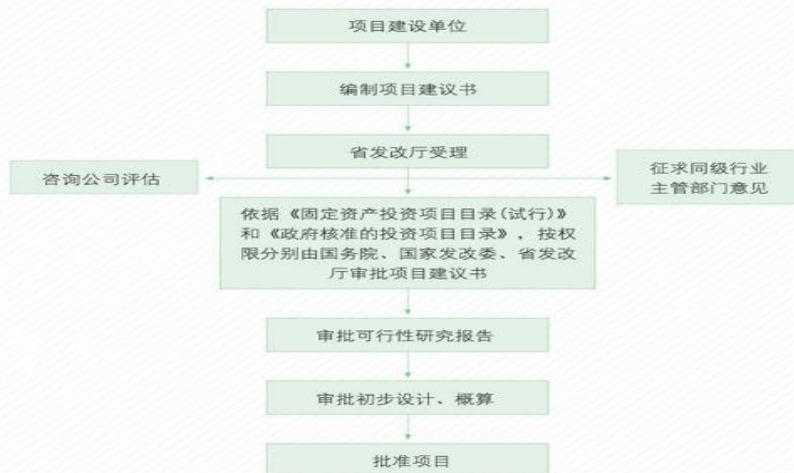 项目建设单位
编制项目建议书
省发改厅受理
咨询公司评估
征求同级行业
主管部门意见
依据《固定资产投资项目目录(试行)》
和《政府核准的投资项目目录》，按权
限分别由国务院、国家发改委、省发改
厅审批项目建议书
审批可行性研究报告
审批初步设计、概算
批准项目